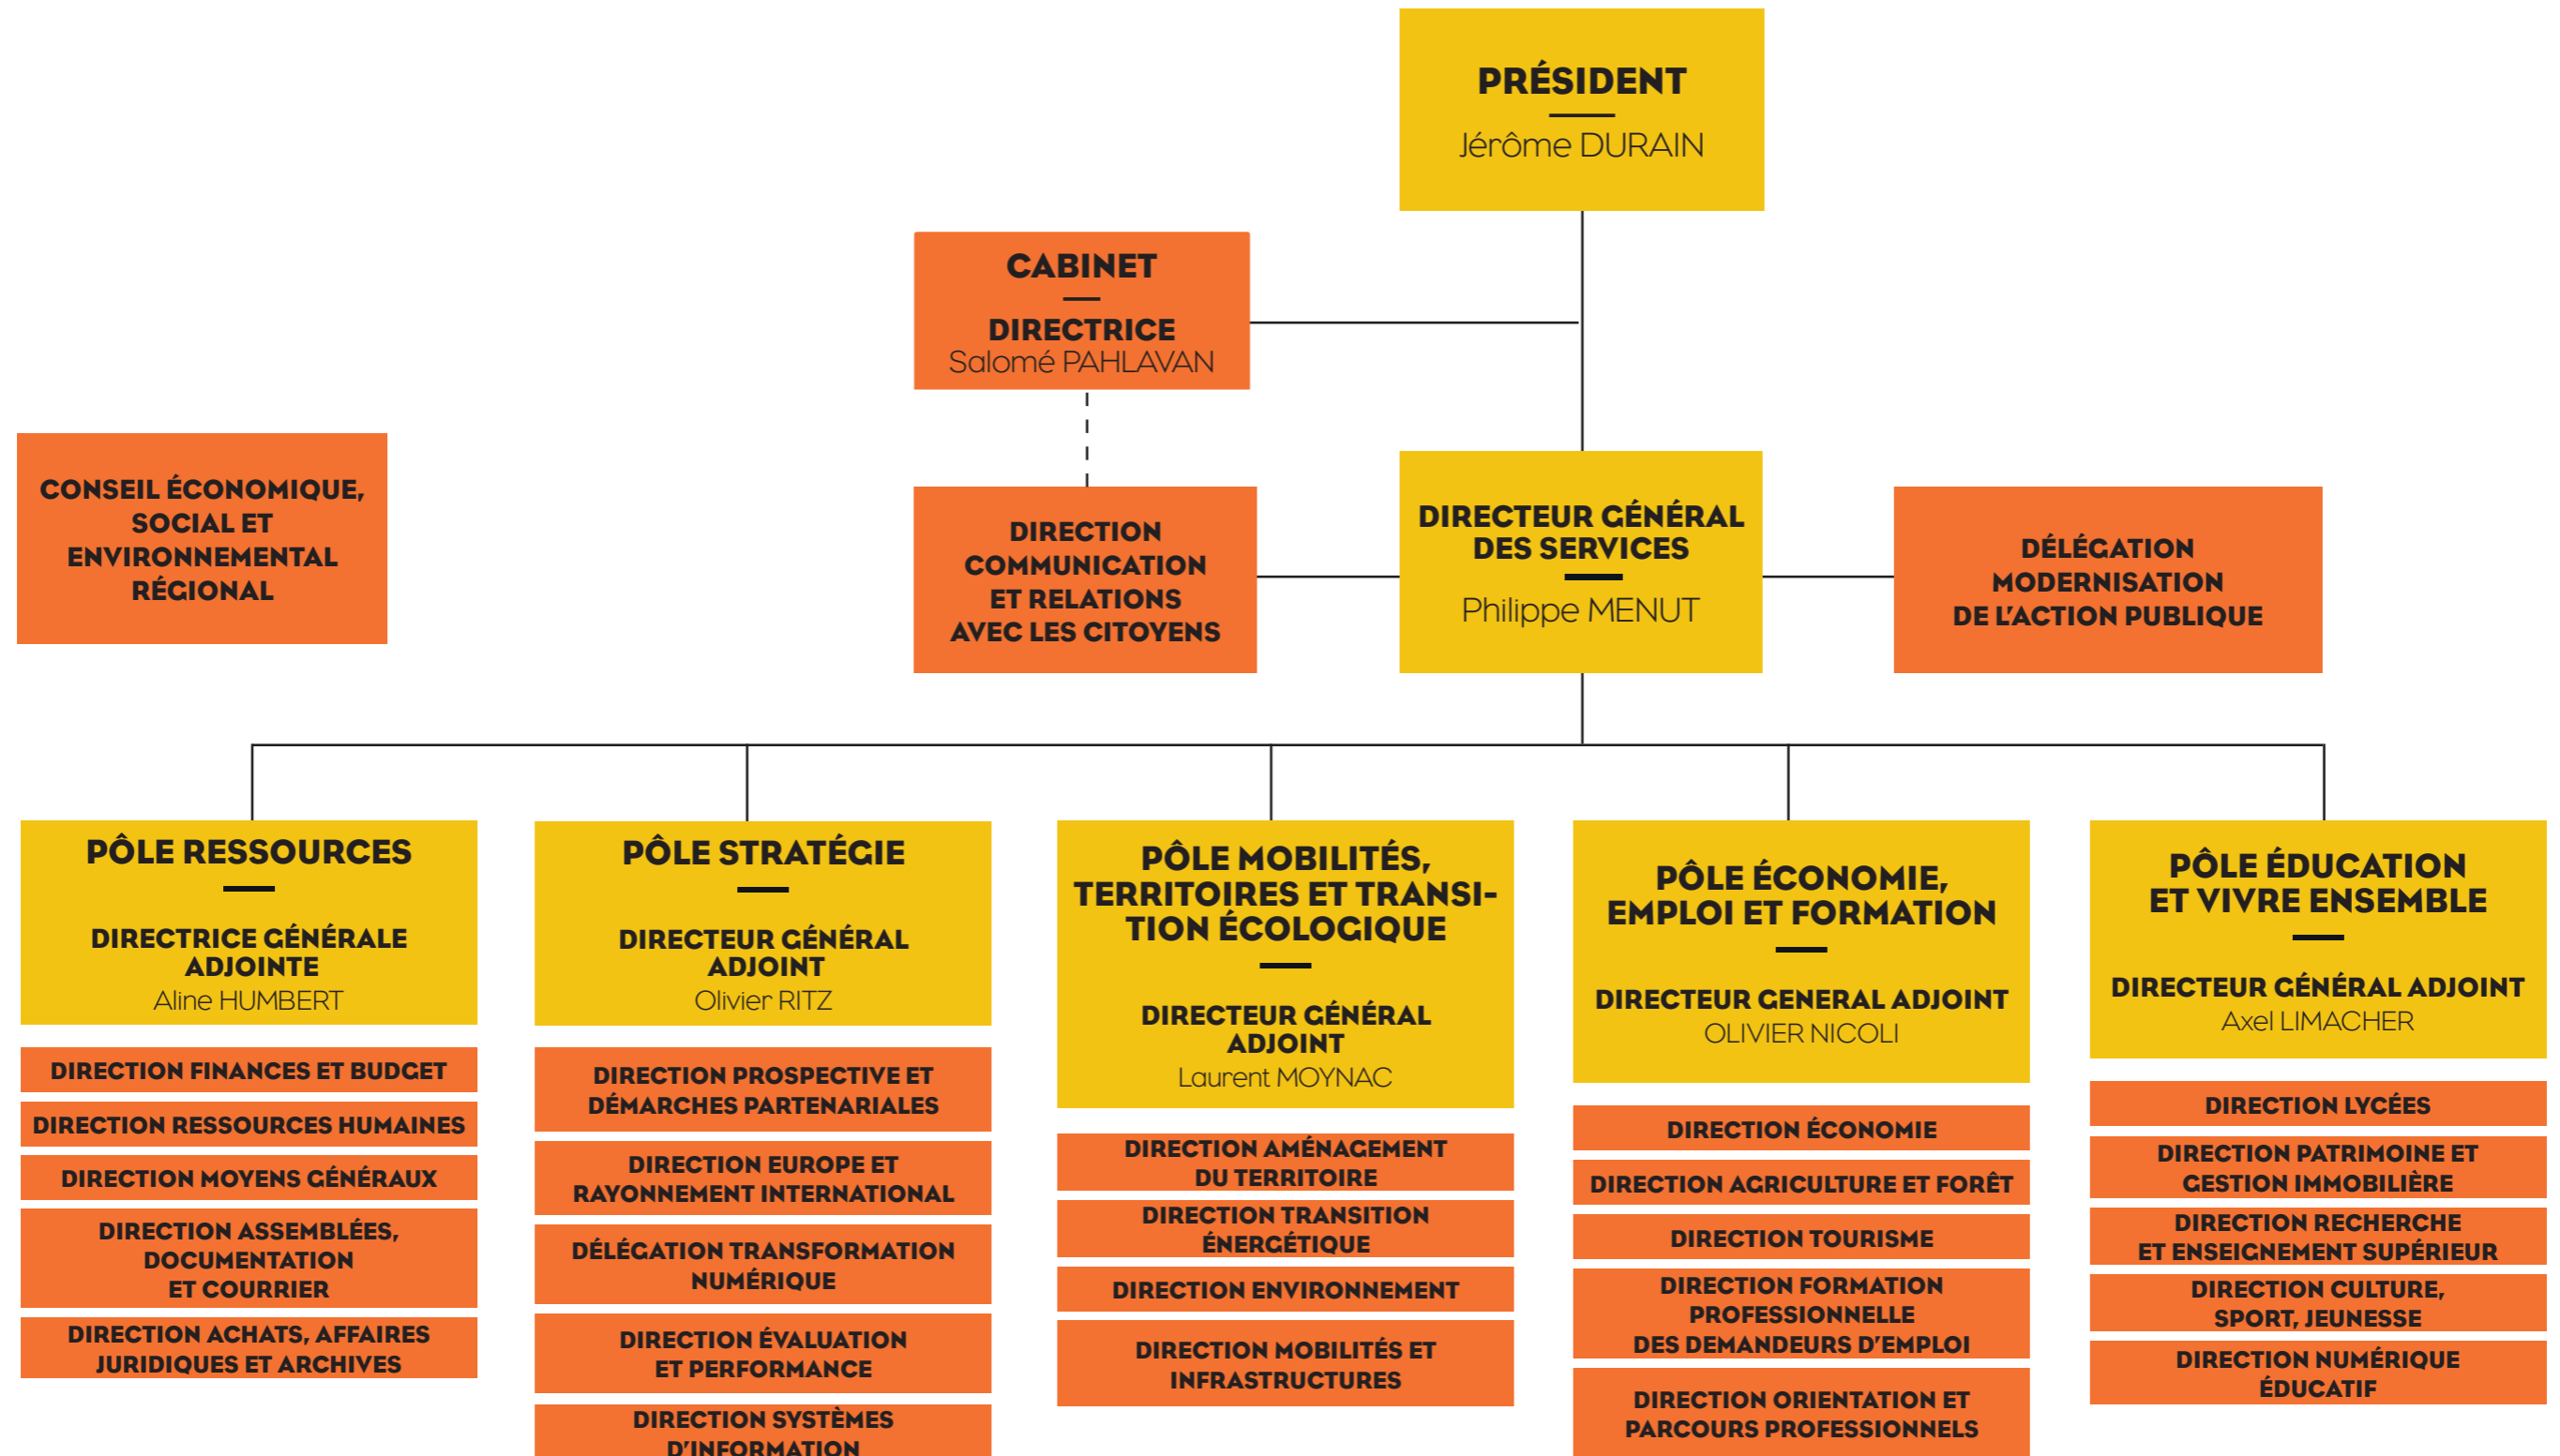 PRÉSIDENT
Jérôme DURAIN
CABINET
DIRECTRICE
Salomé PAHLAVAN
CONSEIL ÉCONOMIQUE,
SOCIAL ET
ENVIRONNEMENTAL
RÉGIONAL
DIRECTION
COMMUNICATION
ET RELATIONS
AVEC LES CITOYENS
DIRECTEUR GÉNÉRAL
DES SERVICES
Philippe MENUT
DÉLÉGATION
MODERNISATION
DE L'ACTION PUBLIQUE
PÔLE RESSOURCES
DIRECTRICE GÉNÉRALE
ADJOINTE
Aline HUMBERT
DIRECTION FINANCES ET BUDGET
DIRECTION RESSOURCES HUMAINES
DIRECTION MOYENS GÉNÉRAUX
DIRECTION ASSEMBLÉES,
DOCUMENTATION
ET COURRIER
DIRECTION ACHATS, AFFAIRES
JURIDIQUES ET ARCHIVES
PÔLE STRATÉGIE
DIRECTEUR GÉNÉRAL
ADJOINT
Olivier RITZ
DIRECTION PROSPECTIVE ET
DÉMARCHES PARTENARIALES
DIRECTION EUROPE ET
RAYONNEMENT INTERNATIONAL
DÉLÉGATION TRANSFORMATION
NUMÉRIQUE
DIRECTION ÉVALUATION
ET PERFORMANCE
DIRECTION SYSTÈMES
D'INFORMATION
PÔLE MOBILITÉS,
TERRITOIRES ET TRANSI-
TION ÉCOLOGIQUE
DIRECTEUR GÉNÉRAL
ADJOINT
Laurent MOYNAC
DIRECTION AMÉNAGEMENT
DU TERRITOIRE
DIRECTION TRANSITION
ÉNERGÉTIQUE
DIRECTION ENVIRONNEMENT
DIRECTION MOBILITÉS ET
INFRASTRUCTURES
PÔLE ÉCONOMIE,
EMPLOI ET FORMATION
DIRECTEUR GENERAL ADJOINT
OLIVIER NICOLI
DIRECTION ÉCONOMIE
DIRECTION AGRICULTURE ET FORÊT
DIRECTION TOURISME
DIRECTION FORMATION
PROFESSIONNELLE
DES DEMANDEURS D'EMPLOI
DIRECTION ORIENTATION ET
PARCOURS PROFESSIONNELS
PÔLE ÉDUCATION
ET VIVRE ENSEMBLE
DIRECTEUR GÉNÉRAL ADJOINT
Axel LIMACHER
DIRECTION LYCÉES
DIRECTION PATRIMOINE ET
GESTION IMMOBILIÈRE
DIRECTION RECHERCHE
ET ENSEIGNEMENT SUPÉRIEUR
DIRECTION CULTURE,
SPORT, JEUNESSE
DIRECTION NUMÉRIQUE
ÉDUCATIF